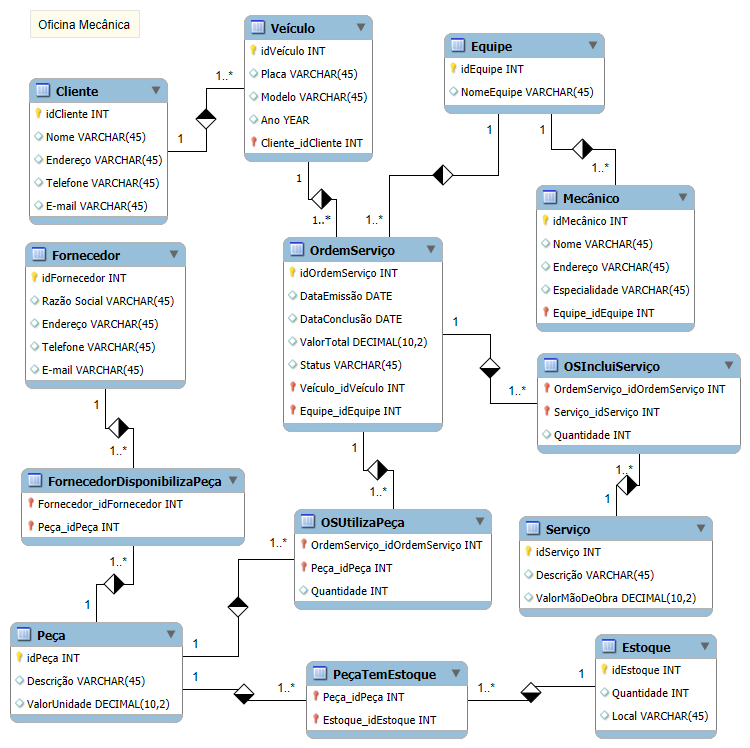 Oficina Mecânica
Cliente
idCliente INT
Nome VARCHAR(45)
Endereço VARCHAR(45)
Telefone VARCHAR(45)
E-mail VARCHAR(45)
1
1..*
Veículo
idVeículo INT
Placa VARCHAR(45)
Modelo VARCHAR(45)
Ano YEAR
Cliente_idCliente INT
1
1..*
Equipe
idEquipe INT
NomeEquipe VARCHAR(45)
1
1..*
1
1..*
Mecânico
idMecânico INT
Nome VARCHAR(45)
Endereço VARCHAR(45)
Especialidade VARCHAR(45)
Equipe_idEquipe INT
Fornecedor
idFornecedor INT
Razão Social VARCHAR(45)
Endereço VARCHAR(45)
Telefone VARCHAR(45)
E-mail VARCHAR(45)
1
1..*
OrdemServiço
idOrdemServiço INT
DataEmissão DATE
DataConclusão DATE
ValorTotal DECIMAL(10,2)
Status VARCHAR(45)
Veículo_idVeículo INT
Equipe_idEquipe INT
1
1..*
1
1..*
OSIncluiServiço
OrdemServiço_idOrdemServiço INT
Serviço_idServiço INT
Quantidade INT
1..*
1
FornecedorDisponibilizaPeça
Fornecedor_idFornecedor INT
Peça_idPeça INT
1..*
1
OSUtilizaPeça
OrdemServiço_idOrdemServiço INT
Peça_idPeça INT
Quantidade INT
1..*
1
Serviço
idServiço INT
Descrição VARCHAR(45)
ValorMãoDeObra DECIMAL(10,2)
Peça
idPeça INT
Descrição VARCHAR(45)
ValorUnidade DECIMAL(10,2)
1
1..*
PeçaTemEstoque
Peça_idPeça INT
Estoque_idEstoque INT
1..*
1
Estoque
idEstoque INT
Quantidade INT
Local VARCHAR(45)